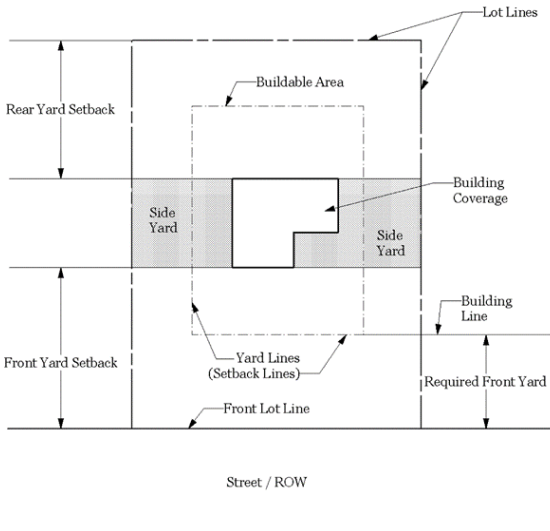 Lot Lines
Buildable Area
Rear Yard Setback
Building
Coverage
Side
Yard
Side
Yard
Building
Line
Yard Lines
(Setback Lines)
Front Yard Setback
Required Front Yard
Front Lot Line
Street / ROW